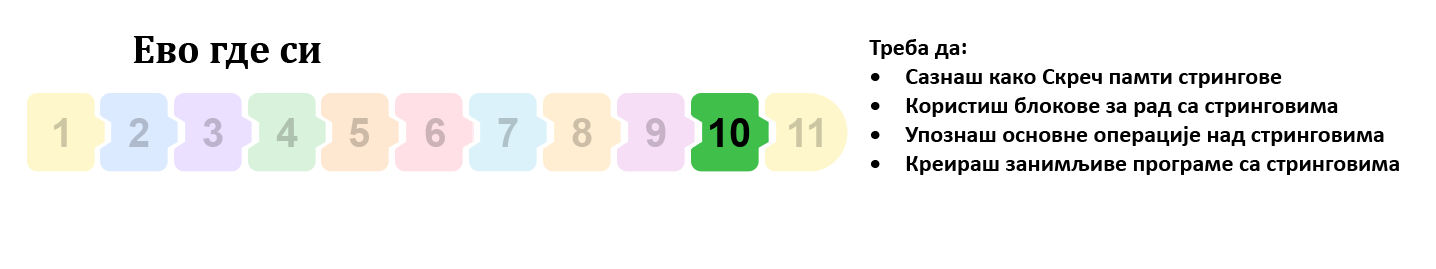 Ево где си
1 2 3 4 5 6 7 8 9 10 11
Треба да:
• Сазнаш како Скреч памти стрингове
• Користиш блокове за рад са стринговима
• Упознаш основне операције над стринговима
• Креираш занимљиве програме са стринговима